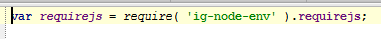 var requirejs = require( 'ig-node-env' ).requirejs;